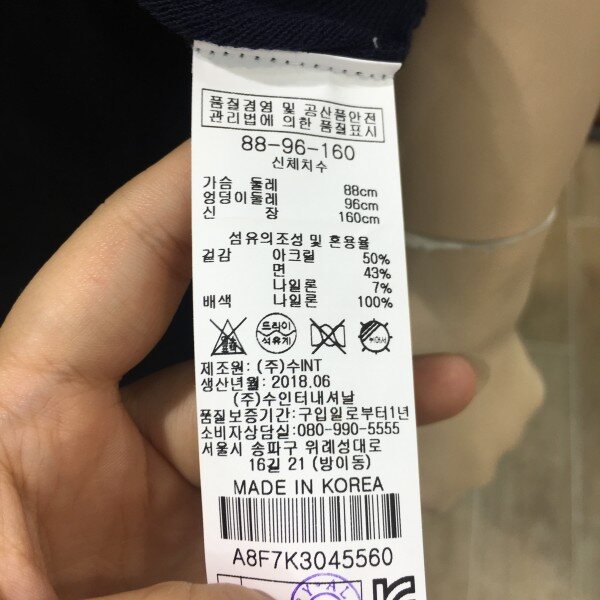 품질경영 및 공산품안전
관리법에 의한 품질표시
88-96-160
신체치수
가슴 둘레 88cm
엉덩이둘레 96cm
신 장 160cm
섬유의조성 및 혼용율
겉감 아크릴 50%
면 43%
나일론 7%
배색 나일론 100%
드라이
석유계
제조원: (주)수INT
생산년월: 2018.06
(주)수인터내셔날
품질보증기간:구입일로부터1년
소비자상담실:080-990-5555
서울시 송파구 위례성대로
16길 21 (방이동)
MADE IN KOREA
A8F7K3045560